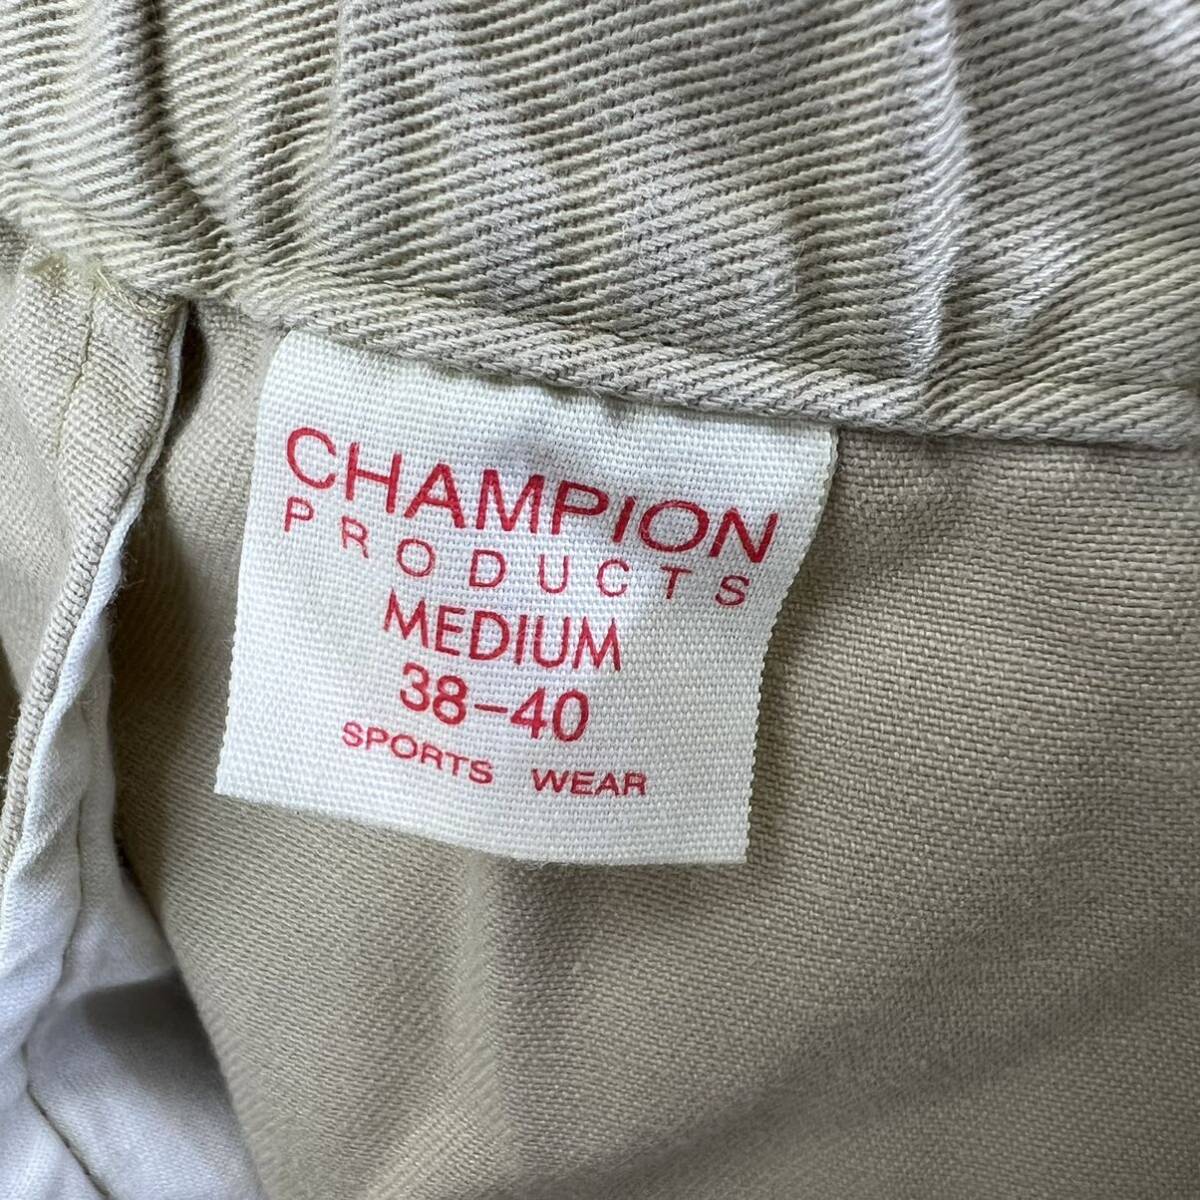 CHAMPION
PRODUCTS
MEDIUM
38-40
SPORTS WEAR